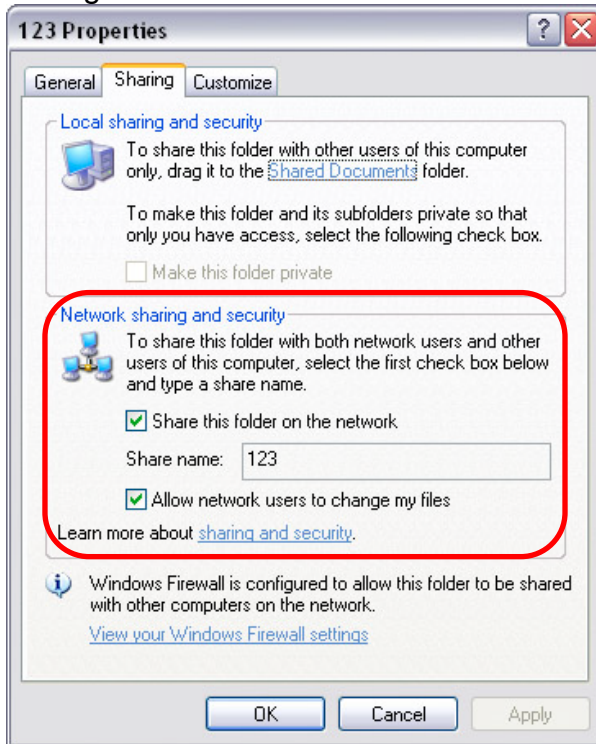 123 Properties
General Sharing Customize
Local sharing and security
To share this folder with other users of this computer
only, drag it to the Shared Documents folder.
To make this folder and its subfolders private so that
only you have access, select the following check box.
Make this folder private
Network sharing and security
To share this folder with both network users and other
users of this computer, select the first check box below
and type a share name.
Share this folder on the network
Share name: 123
Allow network users to change my files
Learn more about sharing and security.
Windows Firewall is configured to allow this folder to be shared
with other computers on the network.
View your Windows Firewall settings
OK Cancel Apply